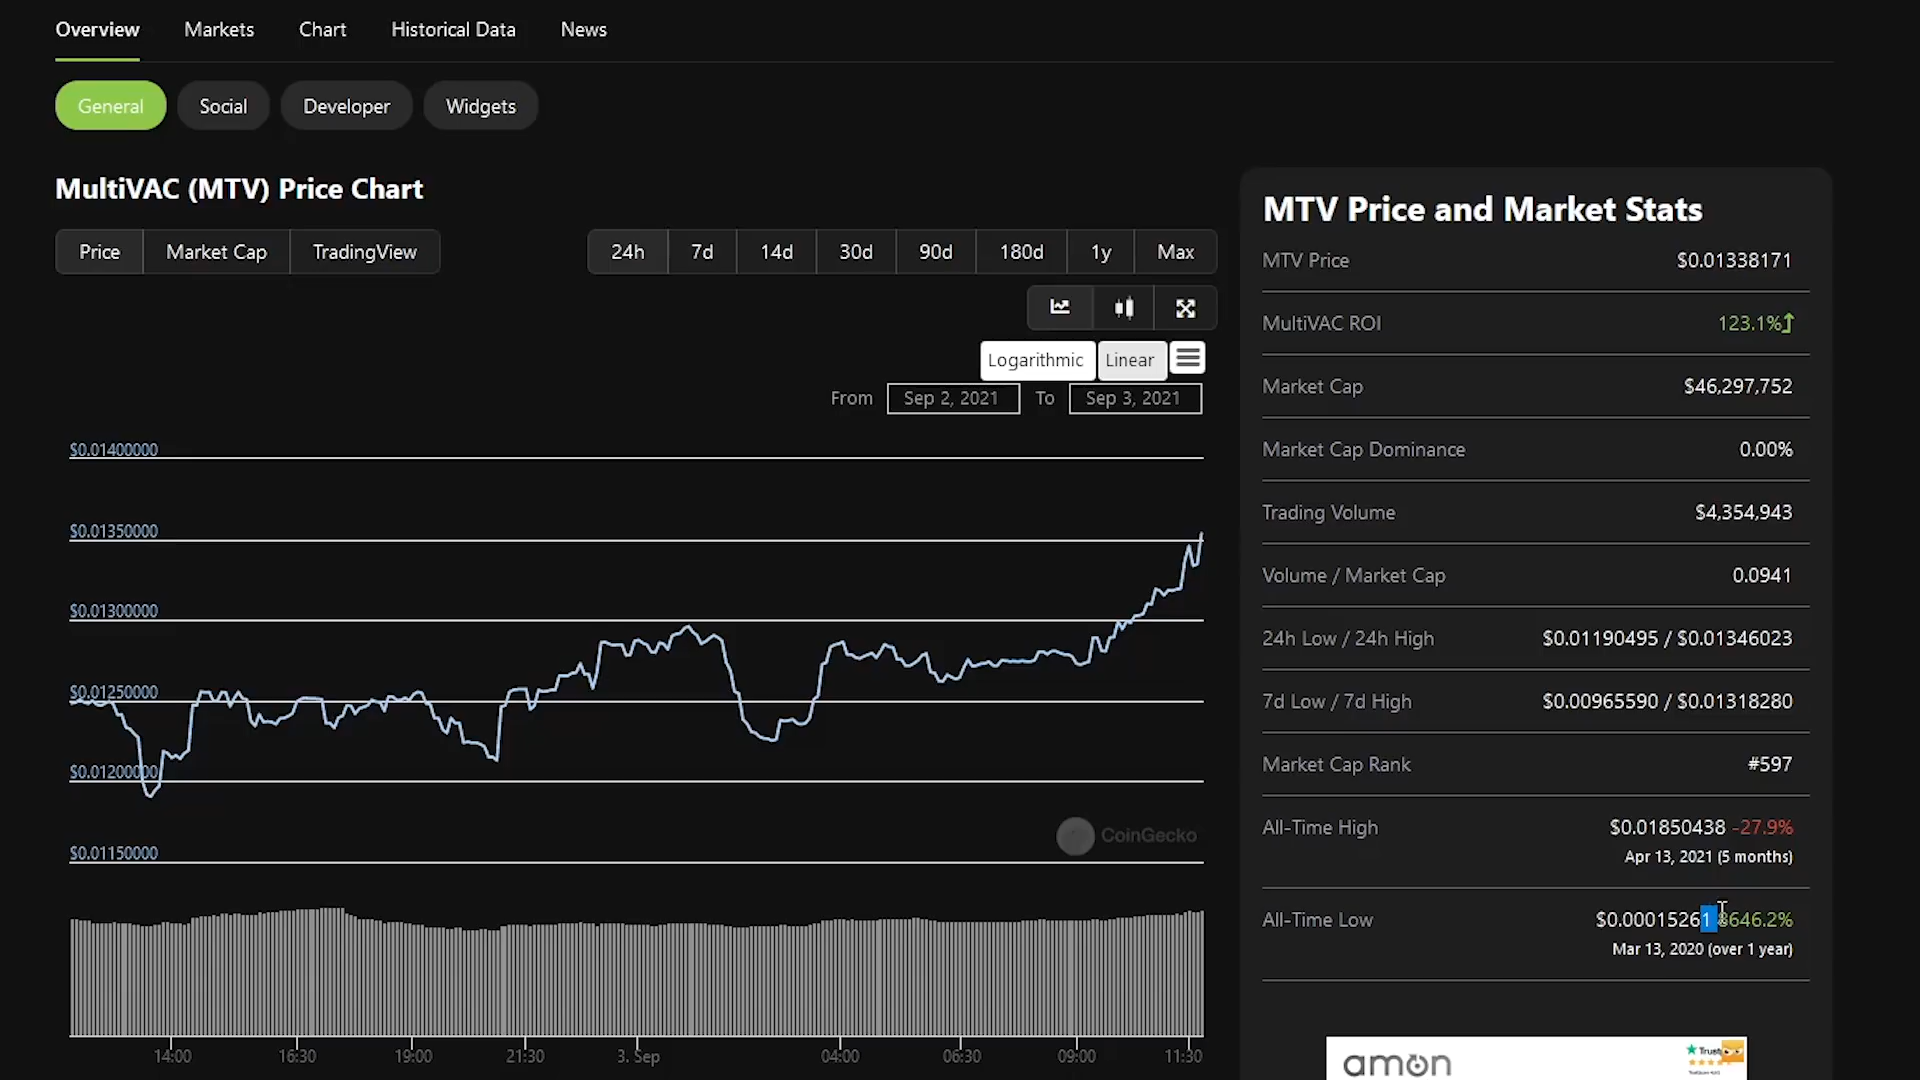 Overview Markets Chart Historical Data News
General Social Developer Widgets
MultiVAC (MTV) Price Chart
Price Market Cap TradingView 24h 7d 14d 30d 90d 180d 1y Max
Logarithmic Linear
From Sep 2, 2021 To Sep 3, 2021
$0.01400000
$0.01350000
$0.01300000
$0.01250000
$0.01200000
$0.01150000
CoinGecko
14:00 16:30 19:00 21:30 3. Sep 04:00 06:30 09:00 11:30
MTV Price and Market Stats
MTV Price $0.01338171
MultiVAC ROI 123.1%
Market Cap $46,297,752
Market Cap Dominance 0.00%
Trading Volume $4,354,943
Volume / Market Cap 0.0941
24h Low / 24h High $0.01190495 / $0.01346023
7d Low / 7d High $0.00965590 / $0.01318280
Market Cap Rank #597
All-Time High $0.01850438 -27.9%
Apr 13, 2021 (5 months)
All-Time Low $0.00015261 8646.2%
Mar 13, 2020 (over 1 year)
amon